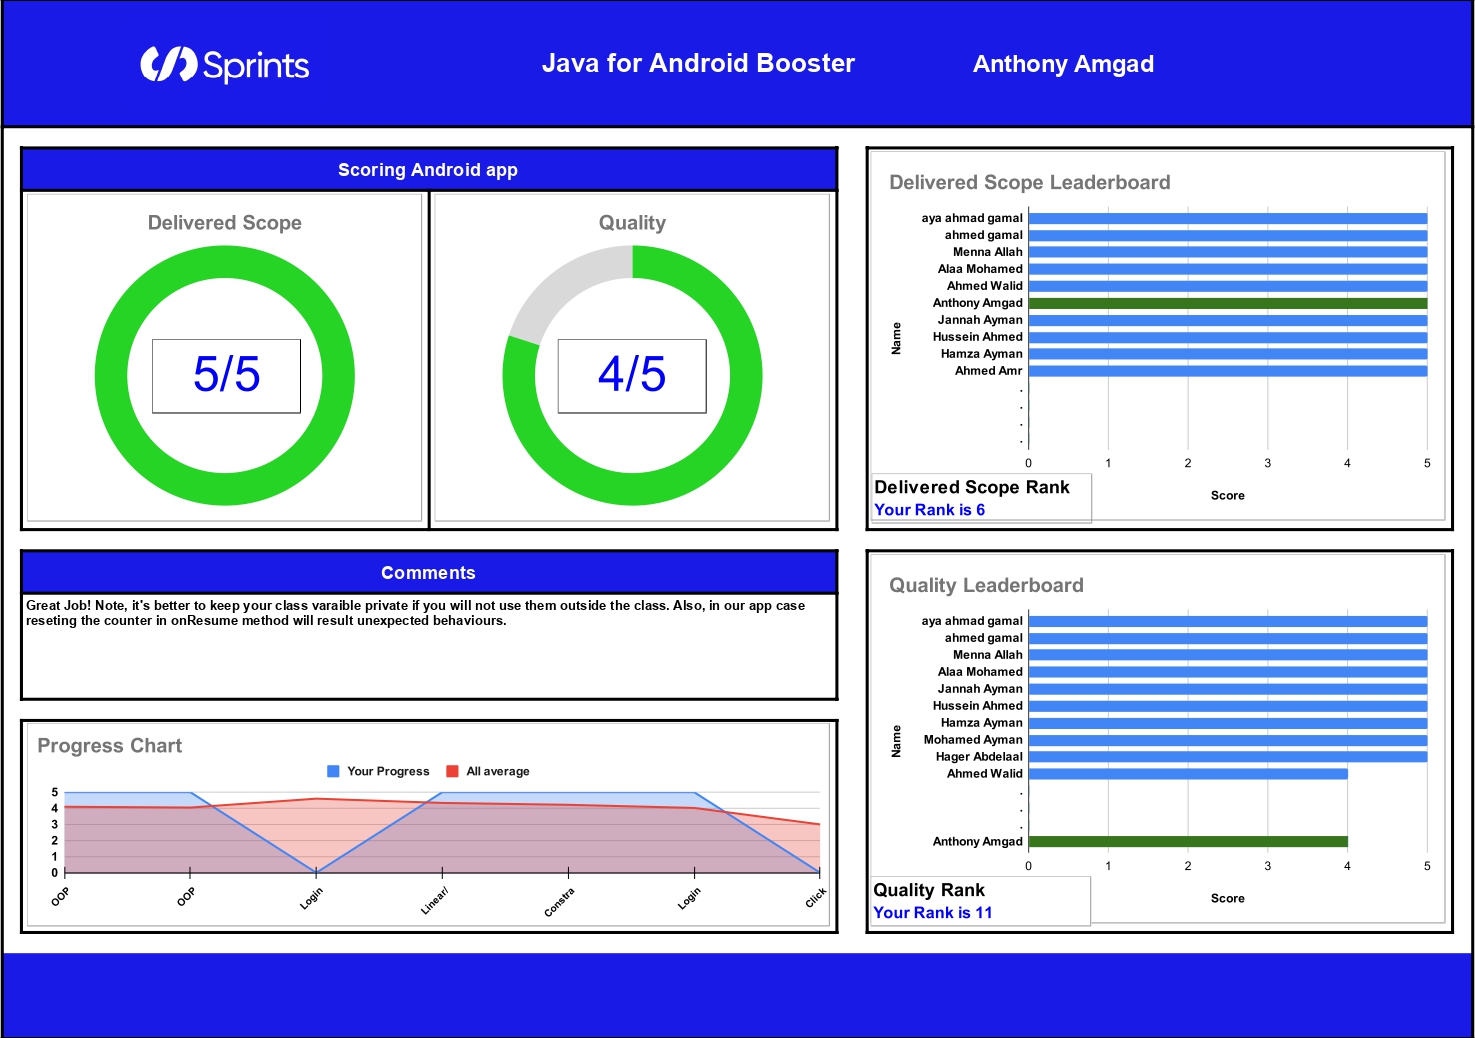 Sprints
Java for Android Booster
Anthony Amgad
Scoring Android app
Delivered Scope
5/5
Quality
4/5
Comments
Great Job! Note, it's better to keep your class varaible private if you will not use them outside the class. Also, in our app case
reseting the counter in onResume method will result unexpected behaviours.
Progress Chart
Your Progress
All average
5
4
3
2
1
0
OOP
OOP
Login
Linear/
Constra
Login
Click
Delivered Scope Leaderboard
Name
aya ahmad gamal
ahmed gamal
Menna Allah
Alaa Mohamed
Ahmed Walid
Anthony Amgad
Jannah Ayman
Hussein Ahmed
Hamza Ayman
Ahmed Amr
.
.
.
.
0 1 2 3 4 5
Score
Delivered Scope Rank
Your Rank is 6
Quality Leaderboard
Name
aya ahmad gamal
ahmed gamal
Menna Allah
Alaa Mohamed
Jannah Ayman
Hussein Ahmed
Hamza Ayman
Mohamed Ayman
Hager Abdelaal
Ahmed Walid
.
.
.
Anthony Amgad
0 1 2 3 4 5
Score
Quality Rank
Your Rank is 11